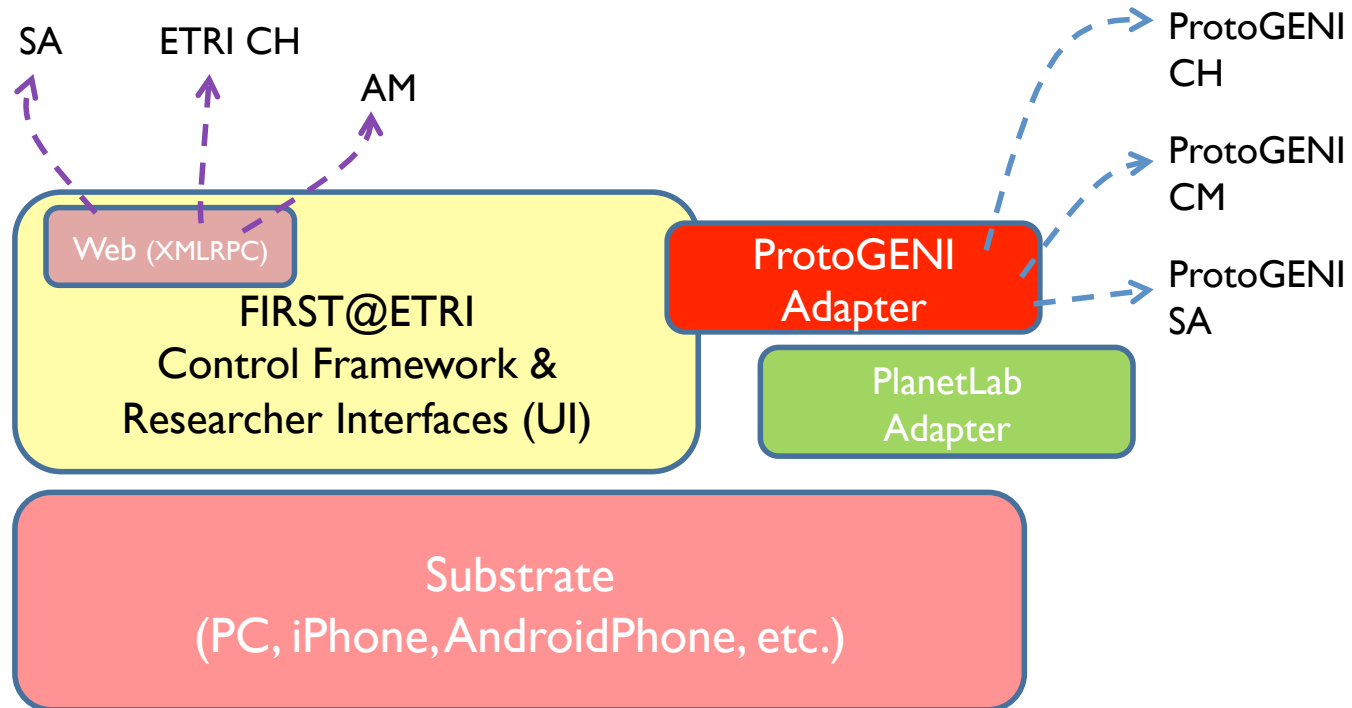 SA
ETRI CH
AM
ProtoGENI
CH
ProtoGENI
CM
ProtoGENI
SA
Web (XMLRPC)
FIRST@ETRI
Control Framework &
Researcher Interfaces (UI)
ProtoGENI
Adapter
PlanetLab
Adapter
Substrate
(PC, iPhone, AndroidPhone, etc.)